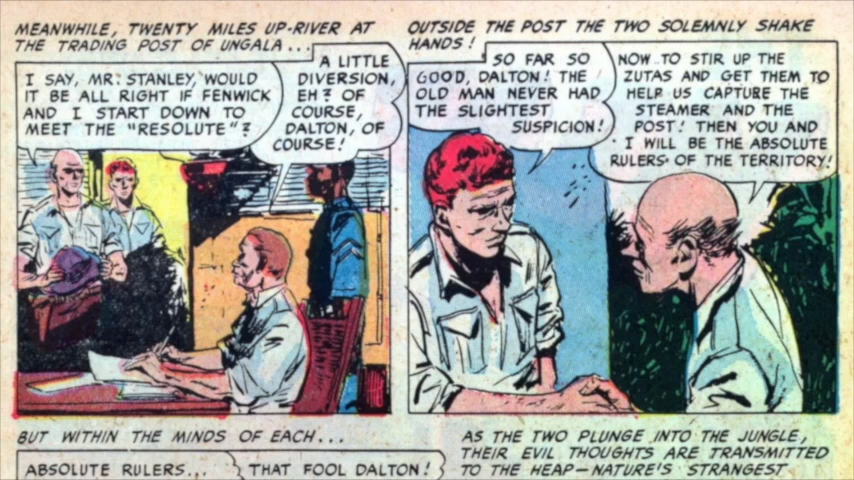 MEANWHILE, TWENTY MILES UP-RIVER AT
THE TRADING POST OF UNGALA...
I SAY, MR. STANLEY, WOULD
IT BE ALL RIGHT IF FENWICK
AND I START DOWN TO
MEET THE "RESOLUTE"?
A LITTLE
DIVERSION,
EH? OF
COURSE,
DALTON, OF
COURSE!
OUTSIDE THE POST THE TWO SOLEMNLY SHAKE
HANDS!
SO FAR SO
GOOD, DALTON! THE
OLD MAN NEVER HAD
THE SLIGHTEST
SUSPICION!
NOW TO STIR UP THE
ZUTAS AND GET THEM TO
HELP US CAPTURE THE
STEAMER AND THE
POST! THEN YOU AND
I WILL BE THE ABSOLUTE
RULERS OF THE TERRITORY!
BUT WITHIN THE MINDS OF EACH...
ABSOLUTE RULERS...
THAT FOOL DALTON!
AS THE TWO PLUNGE INTO THE JUNGLE,
THEIR EVIL THOUGHTS ARE TRANSMITTED
TO THE HEAP—NATURE'S STRANGEST